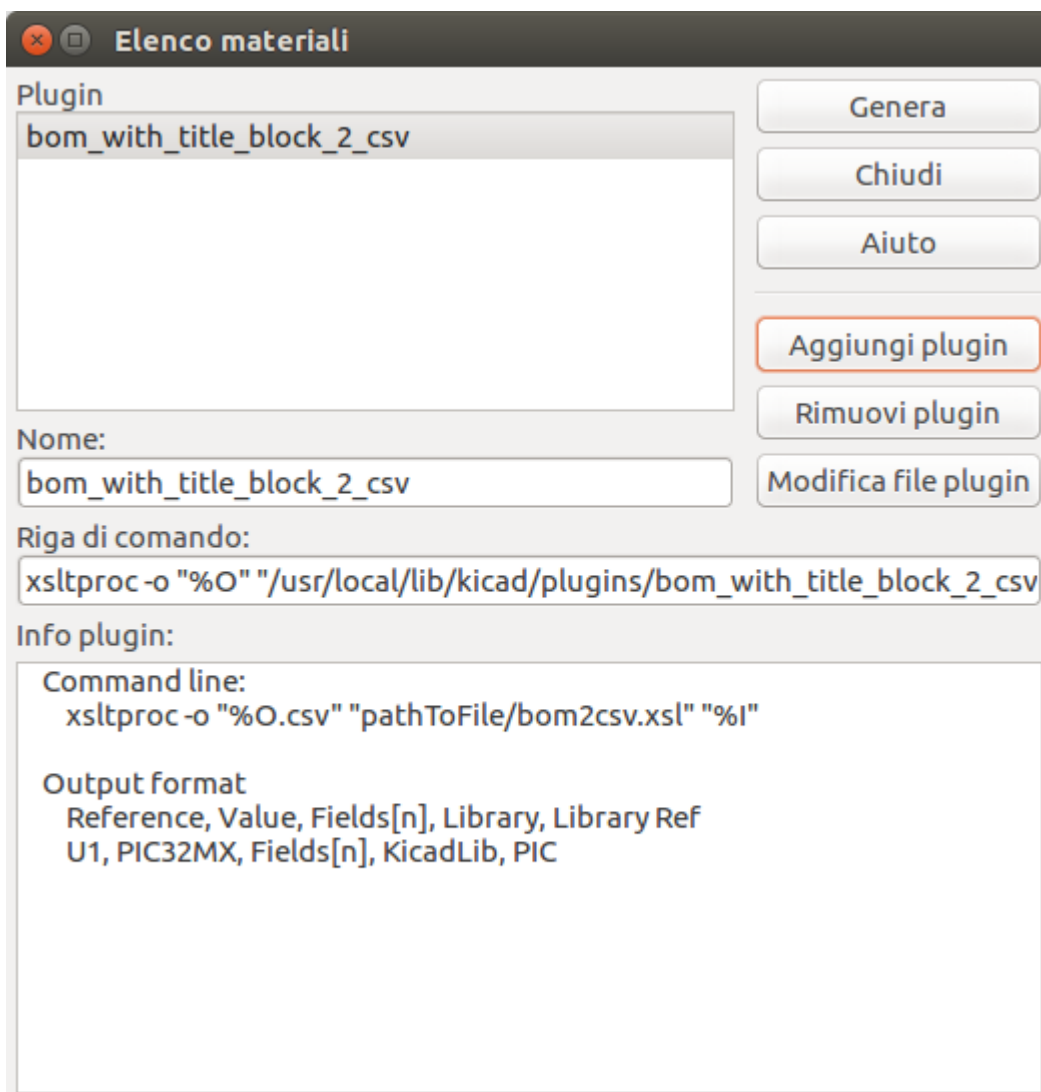 Elenco materiali
Plugin
bom_with_title_block_2_csv
Genera
Chiudi
Aiuto
Aggiungi plugin
Rimuovi plugin
Modifica file plugin
Nome:
bom_with_title_block_2_csv
Riga di comando:
xsltproc -o "%O" "/usr/local/lib/kicad/plugins/bom_with_title_block_2_csv
Info plugin:
Command line:
xsltproc -o "%O.csv" "pathToFile/bom2csv.xsl" "%I"
Output format
Reference, Value, Fields[n], Library, Library Ref
U1, PIC32MX, Fields[n], KicadLib, PIC